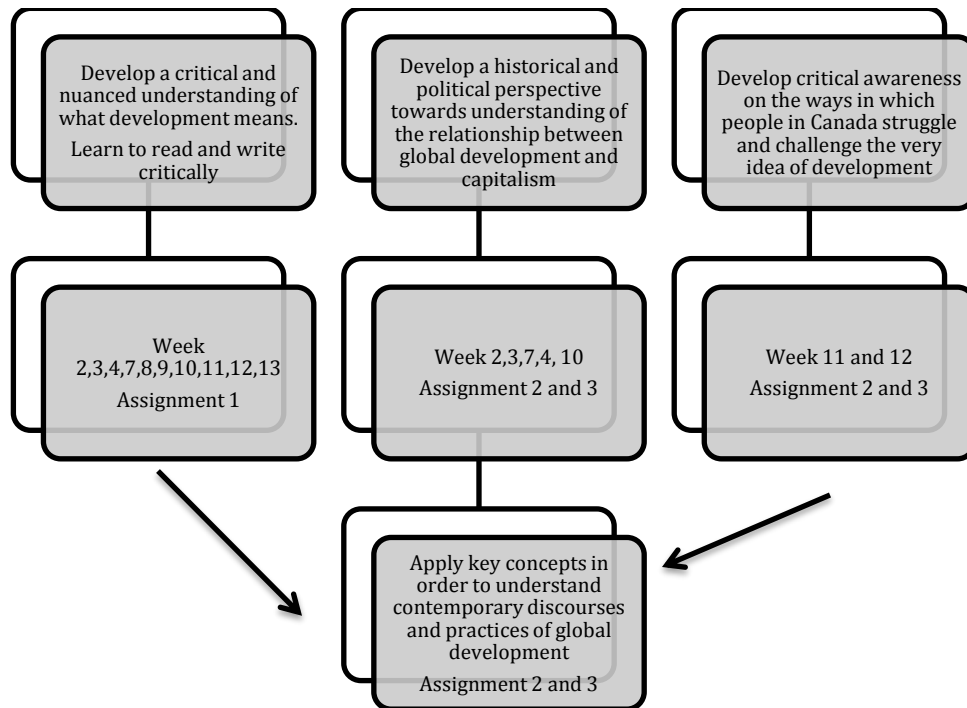 Develop a critical and
nuanced understanding of
what development means.
Learn to read and write
critically
Develop a historical and
political perspective
towards understanding of
the relationship between
global development and
capitalism
Develop critical awareness
on the ways in which
people in Canada struggle
and challenge the very
idea of development
Week
2,3,4,7,8,9,10,11,12,13
Assignment 1
Week 2,3,7,4, 10
Assignment 2 and 3
Week 11 and 12
Assignment 2 and 3
Apply key concepts in
order to understand
contemporary discourses
and practices of global
development
Assignment 2 and 3